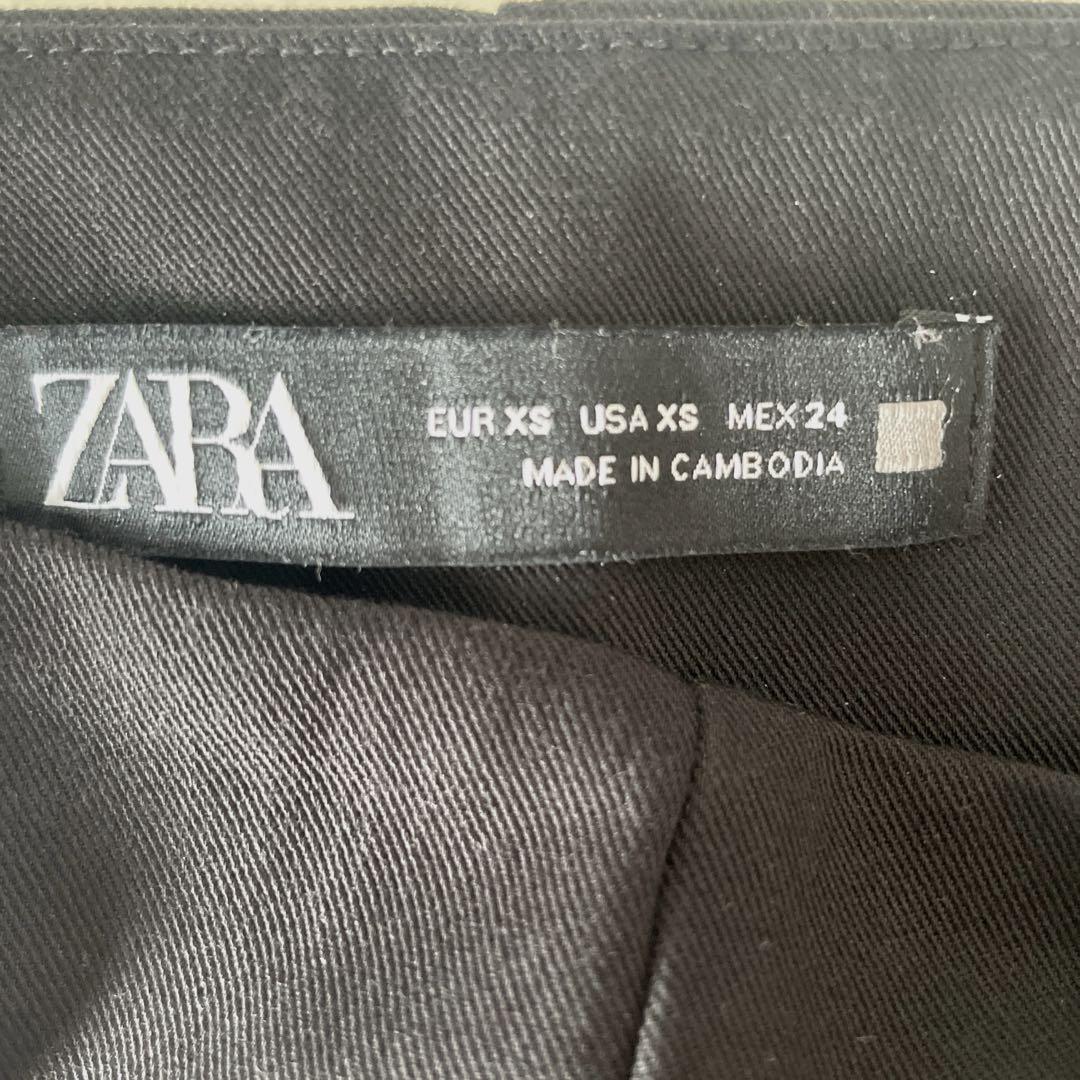 ZARA
EUR XS USA XS MEX 24
MADE IN CAMBODIA